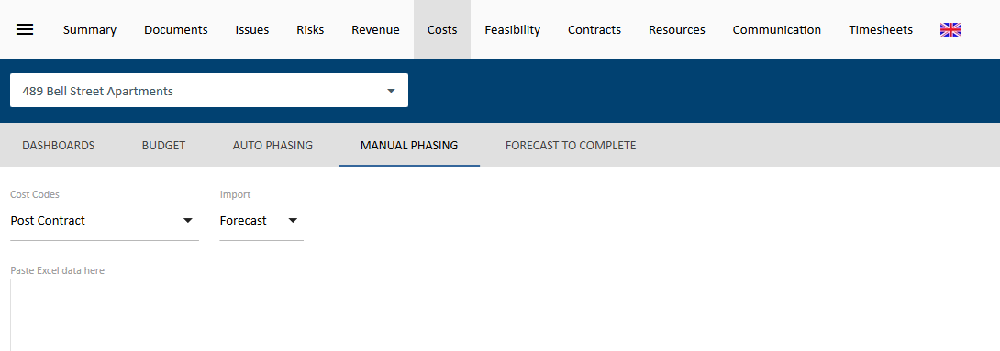 Summary Documents Issues Risks Revenue Costs Feasibility Contracts Resources Communication Timesheets
489 Bell Street Apartments
DASHBOARDS BUDGET AUTO PHASING MANUAL PHASING FORECAST TO COMPLETE
Cost Codes Import
Post Contract Forecast
Paste Excel data here